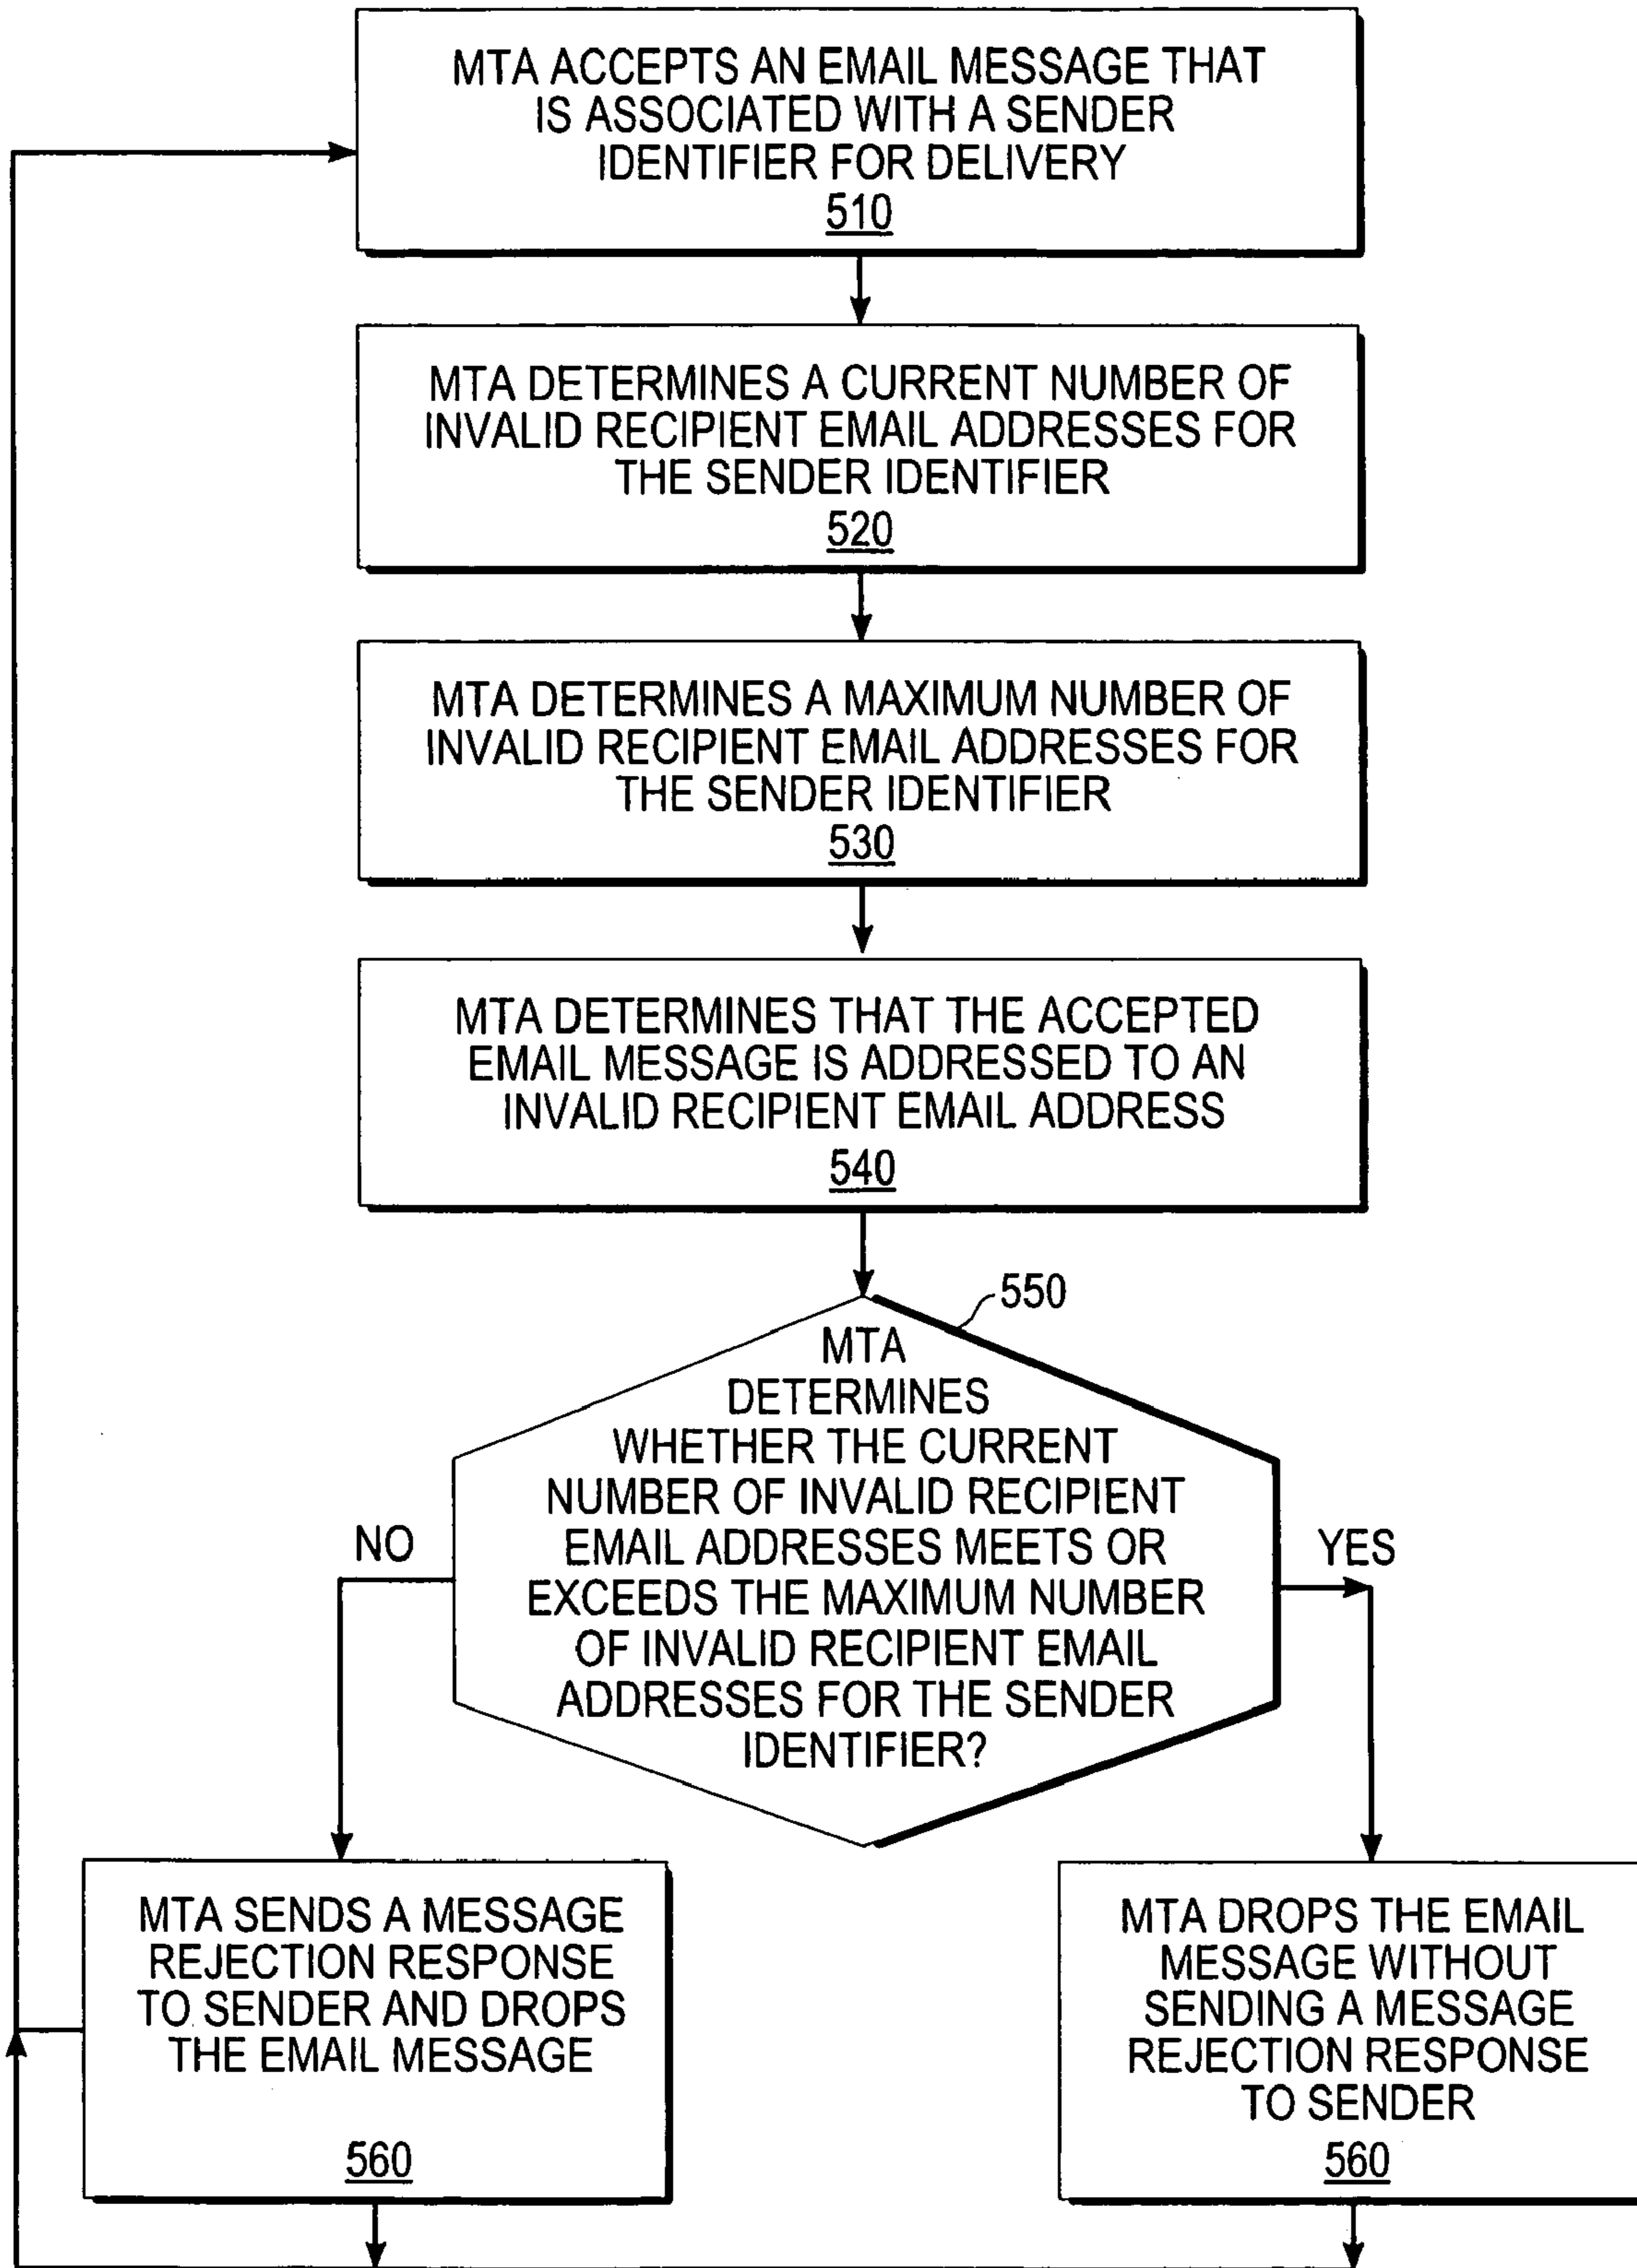 MTA ACCEPTS AN EMAIL MESSAGE THAT
IS ASSOCIATED WITH A SENDER
IDENTIFIER FOR DELIVERY
510
MTA DETERMINES A CURRENT NUMBER OF
INVALID RECIPIENT EMAIL ADDRESSES FOR
THE SENDER IDENTIFIER
520
MTA DETERMINES A MAXIMUM NUMBER OF
INVALID RECIPIENT EMAIL ADDRESSES FOR
THE SENDER IDENTIFIER
530
MTA DETERMINES THAT THE ACCEPTED
EMAIL MESSAGE IS ADDRESSED TO AN
INVALID RECIPIENT EMAIL ADDRESS
540
550
MTA
DETERMINES
WHETHER THE CURRENT
NUMBER OF INVALID RECIPIENT
EMAIL ADDRESSES MEETS OR
EXCEEDS THE MAXIMUM NUMBER
OF INVALID RECIPIENT EMAIL
ADDRESSES FOR THE SENDER
IDENTIFIER?
NO
YES
MTA SENDS A MESSAGE
REJECTION RESPONSE
TO SENDER AND DROPS
THE EMAIL MESSAGE
560
MTA DROPS THE EMAIL
MESSAGE WITHOUT
SENDING A MESSAGE
REJECTION RESPONSE
TO SENDER
560